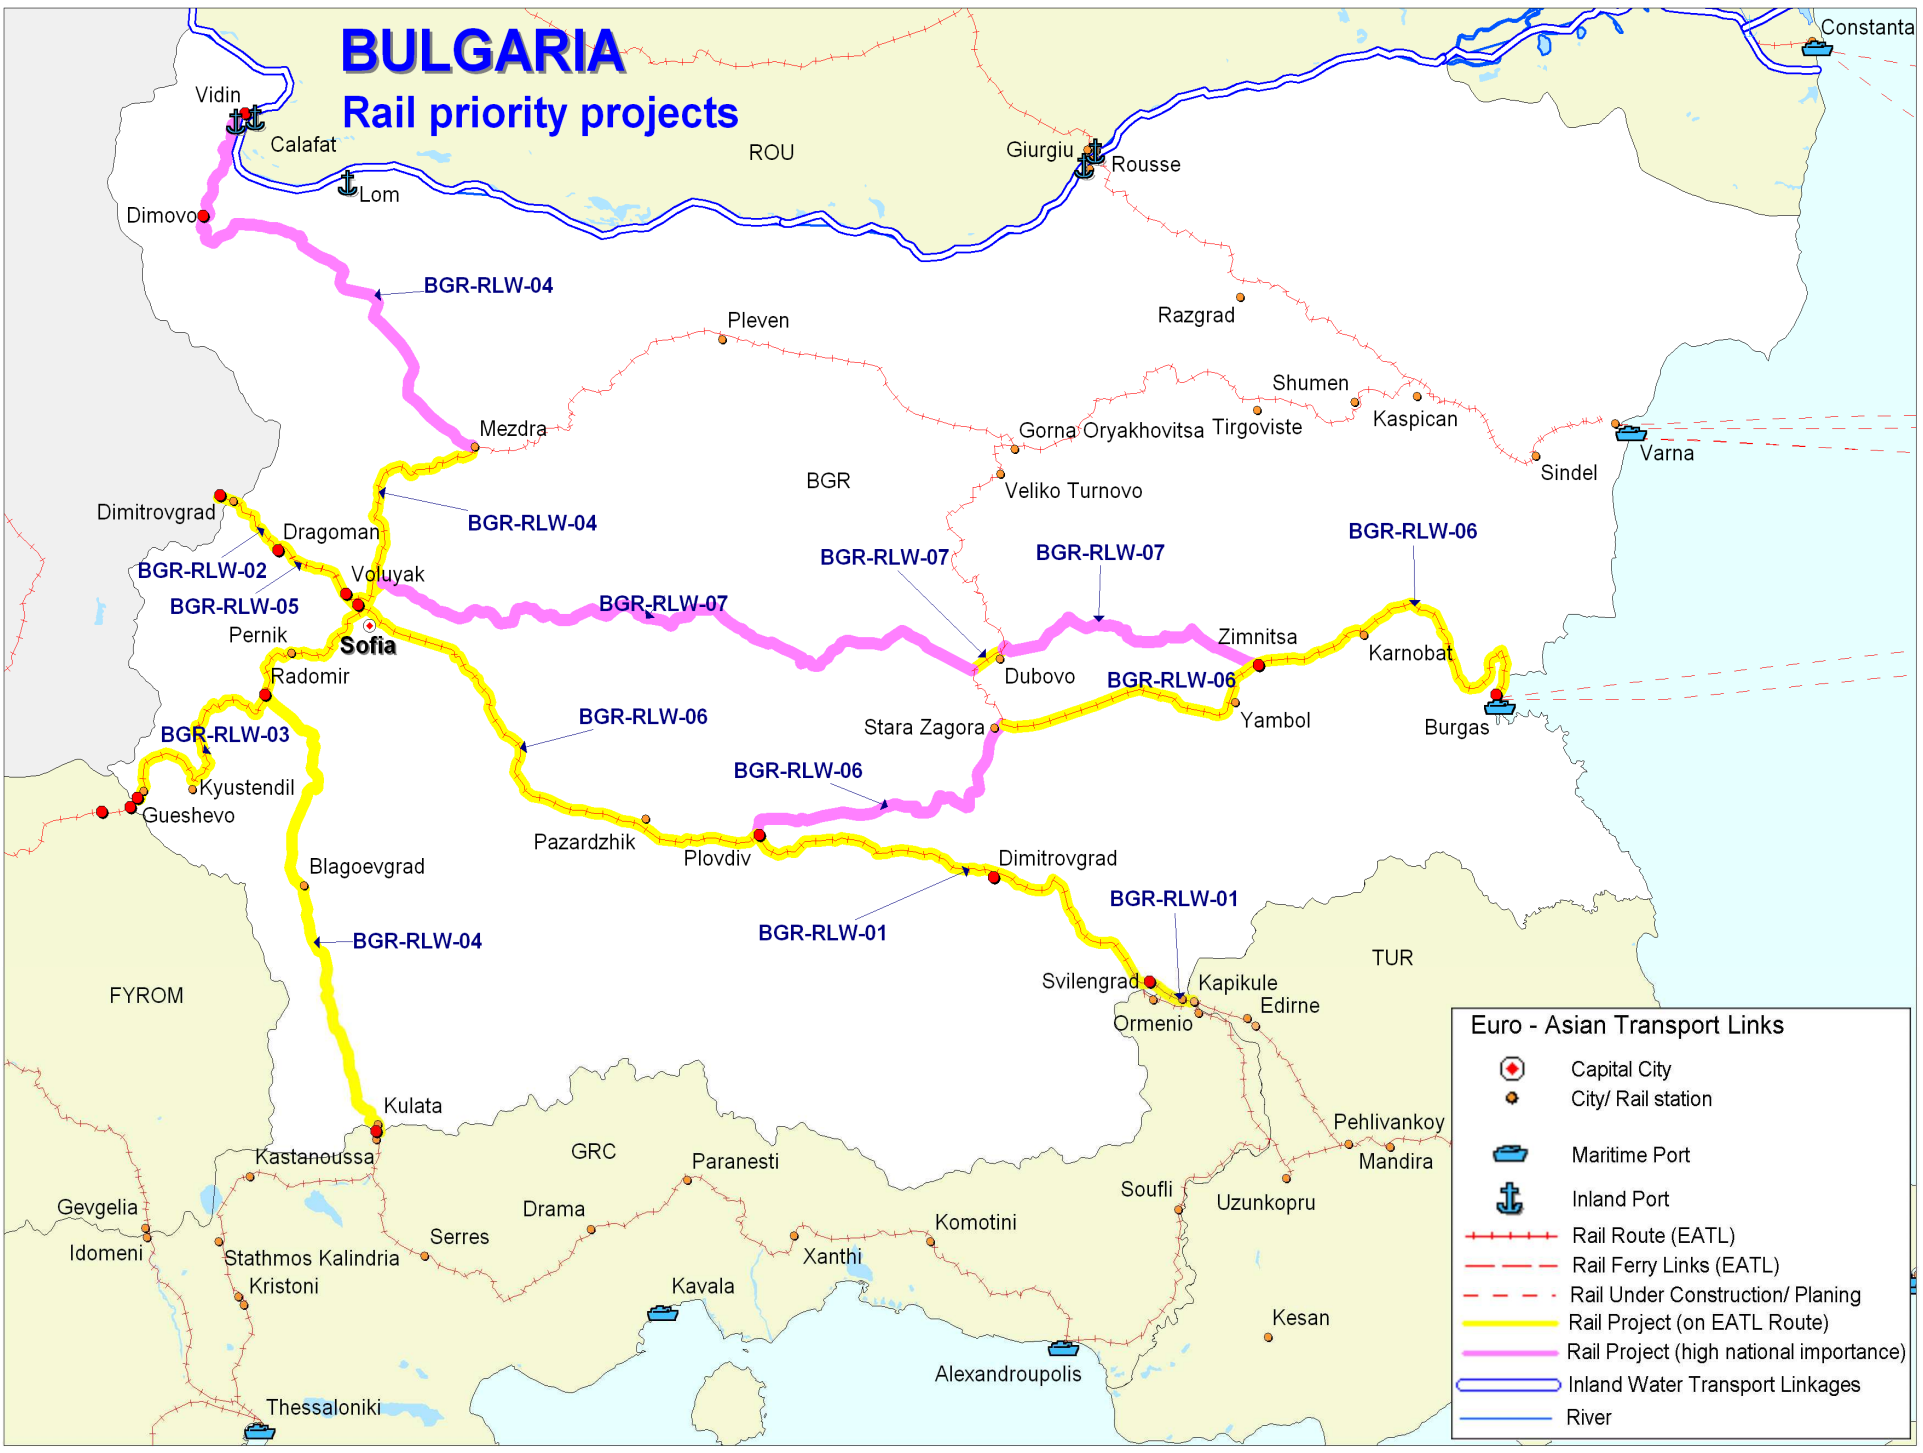 BULGARIA
Rail priority projects
Constanta
Vidin
Calafat
ROU
Giurgiu
Rousse
Lom
Dimovo
BGR-RLW-04
Razgrad
Pleven
Shumen
Kaspican
Mezdra
Gorna Oryakhovitsa
Tirgoviste
Varna
Sindel
BGR
Veliko Turnovo
Dimitrovgrad
Dragoman
BGR-RLW-04
BGR-RLW-06
BGR-RLW-07
BGR-RLW-07
BGR-RLW-02
Voluyak
BGR-RLW-05
BGR-RLW-07
Pernik
Sofia
Zimnitsa
Karnobat
Radomir
Dubovo
BGR-RLW-06
BGR-RLW-06
Yambol
Stara Zagora
Burgas
BGR-RLW-03
BGR-RLW-06
Kyustendil
Gueshevo
Pazardzhik
Plovdiv
Dimitrovgrad
Blagoevgrad
BGR-RLW-01
BGR-RLW-01
BGR-RLW-04
TUR
FYROM
Svilengrad
Kapikule
Edirne
Ormenio
Kulata
GRC
Pehlivankoy
Mandira
Kastanoussa
Paranesti
Soufli
Uzunkopru
Gevgelia
Drama
Komotini
Idomeni
Serres
Xanthi
Stathmos Kalindria
Kristoni
Kavala
Kesan
Alexandroupolis
Thessaloniki
Euro - Asian Transport Links
Capital City
City/ Rail station
Maritime Port
Inland Port
Rail Route (EATL)
Rail Ferry Links (EATL)
Rail Under Construction/ Planing
Rail Project (on EATL Route)
Rail Project (high national importance)
Inland Water Transport Linkages
River